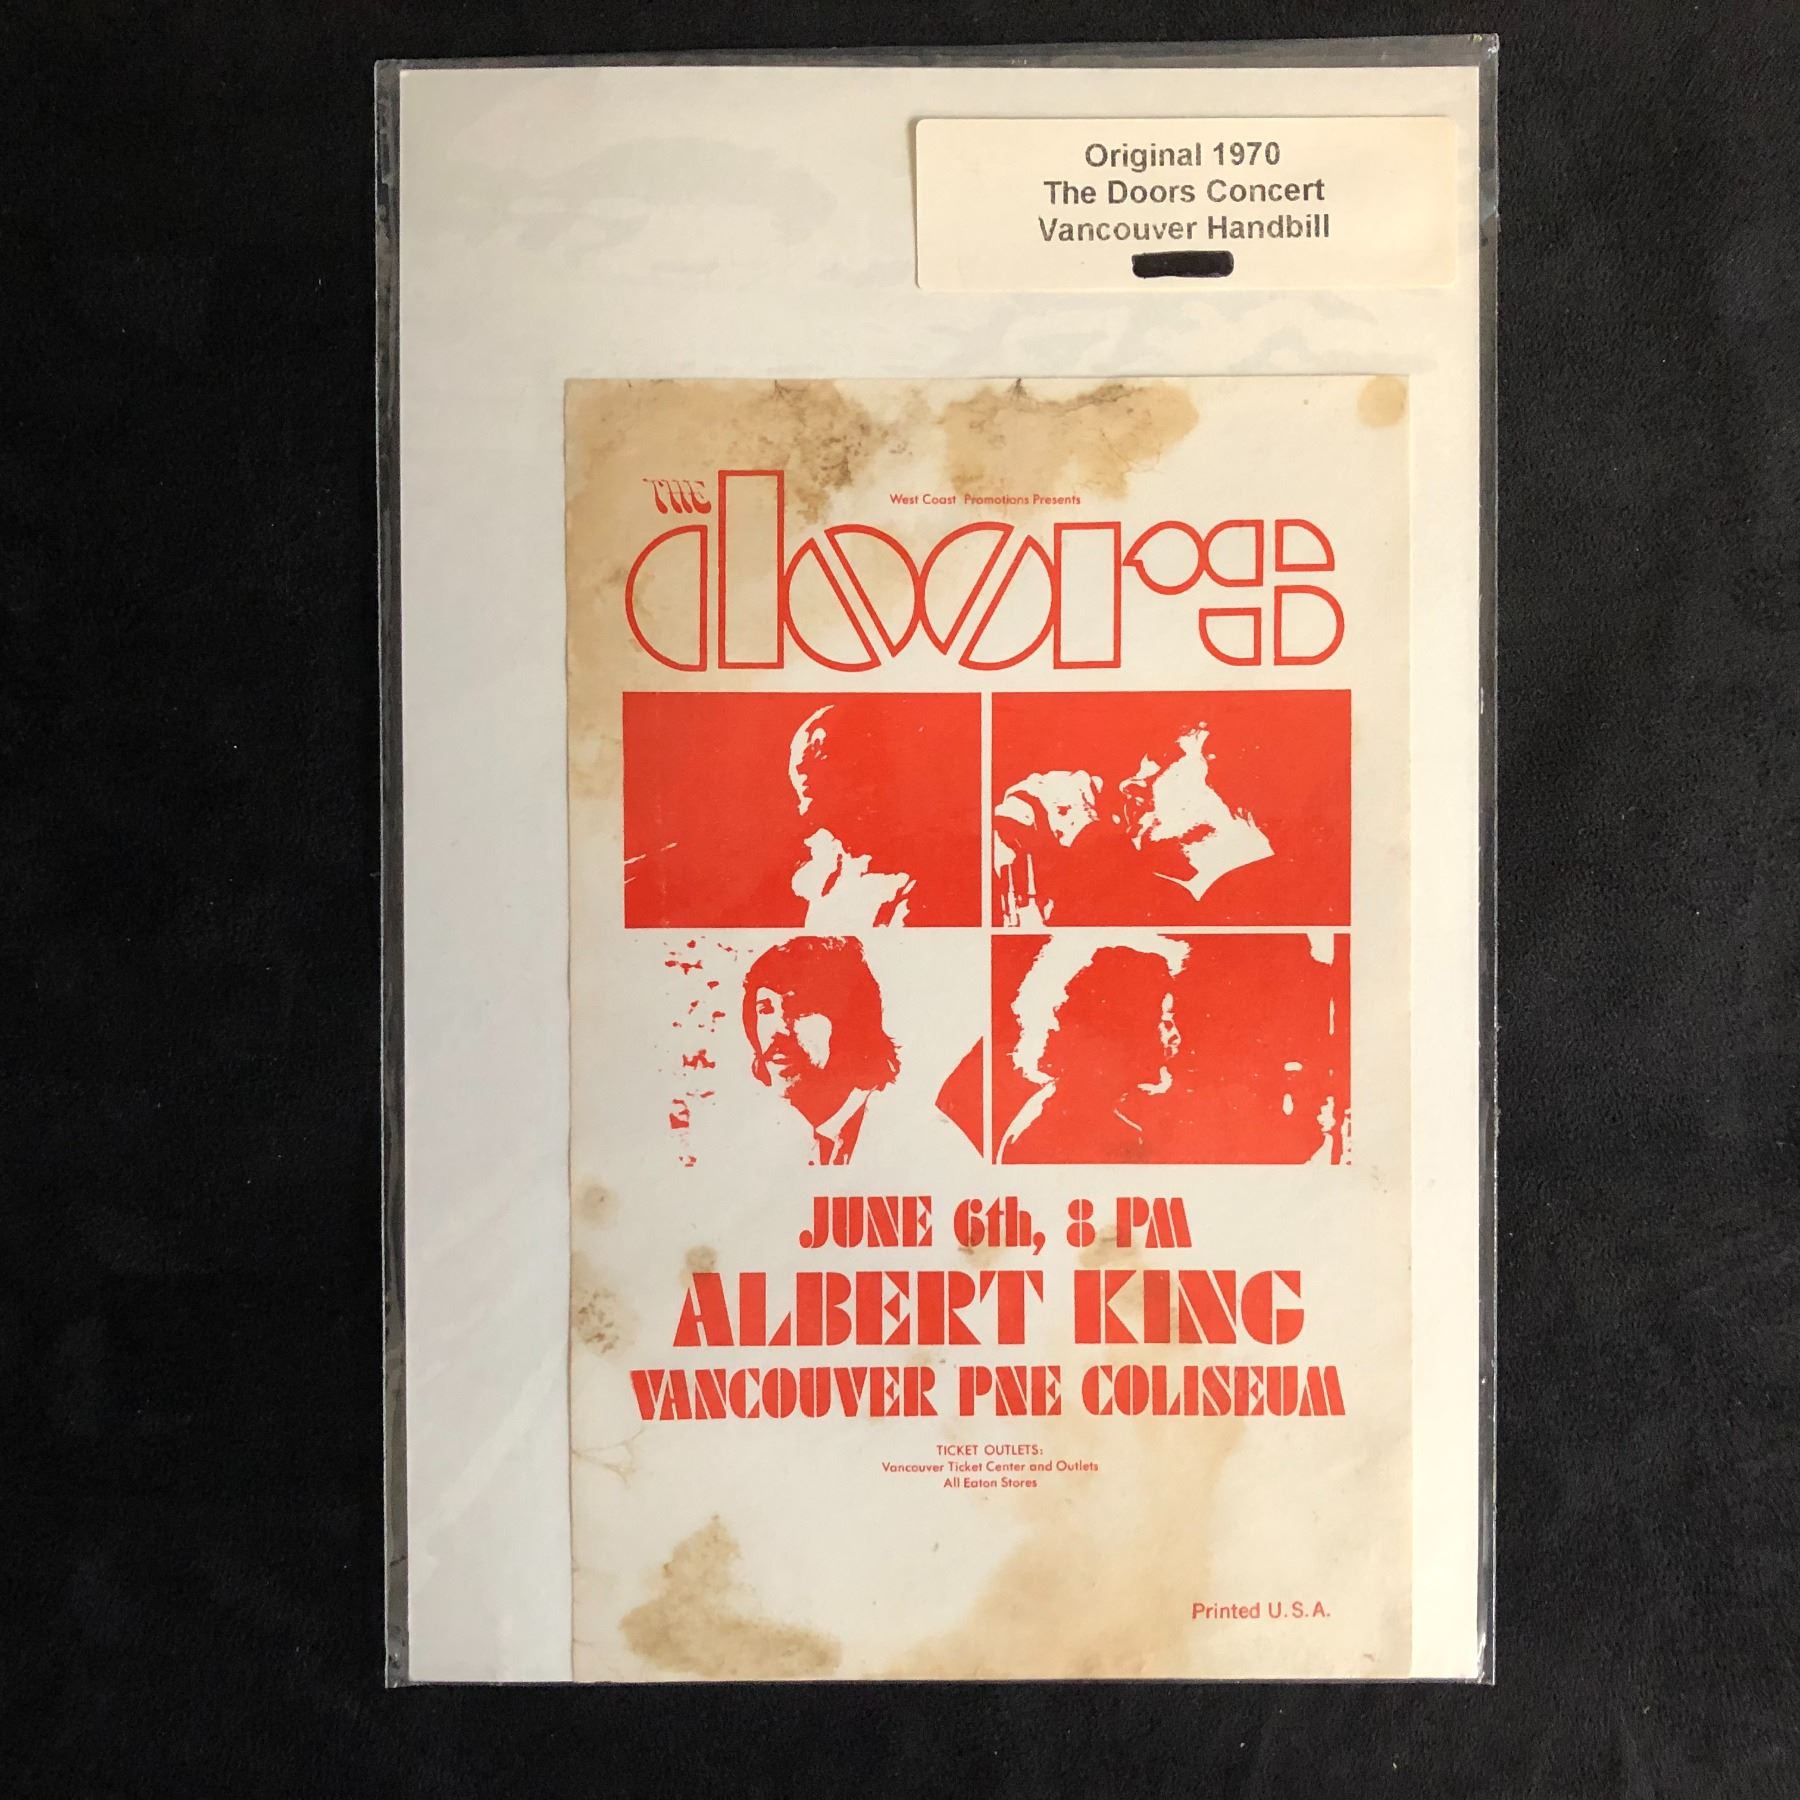 Original 1970
The Doors Concert
Vancouver Handbill
West Coast Promotions Presents
THE
doors
JUNE 6th, 8 PM
ALBERT KING
VANCOUVER PNE COLISEUM
TICKET OUTLETS:
Vancouver Ticket Center and Outlets
All Eaton Stores
Printed U.S.A.